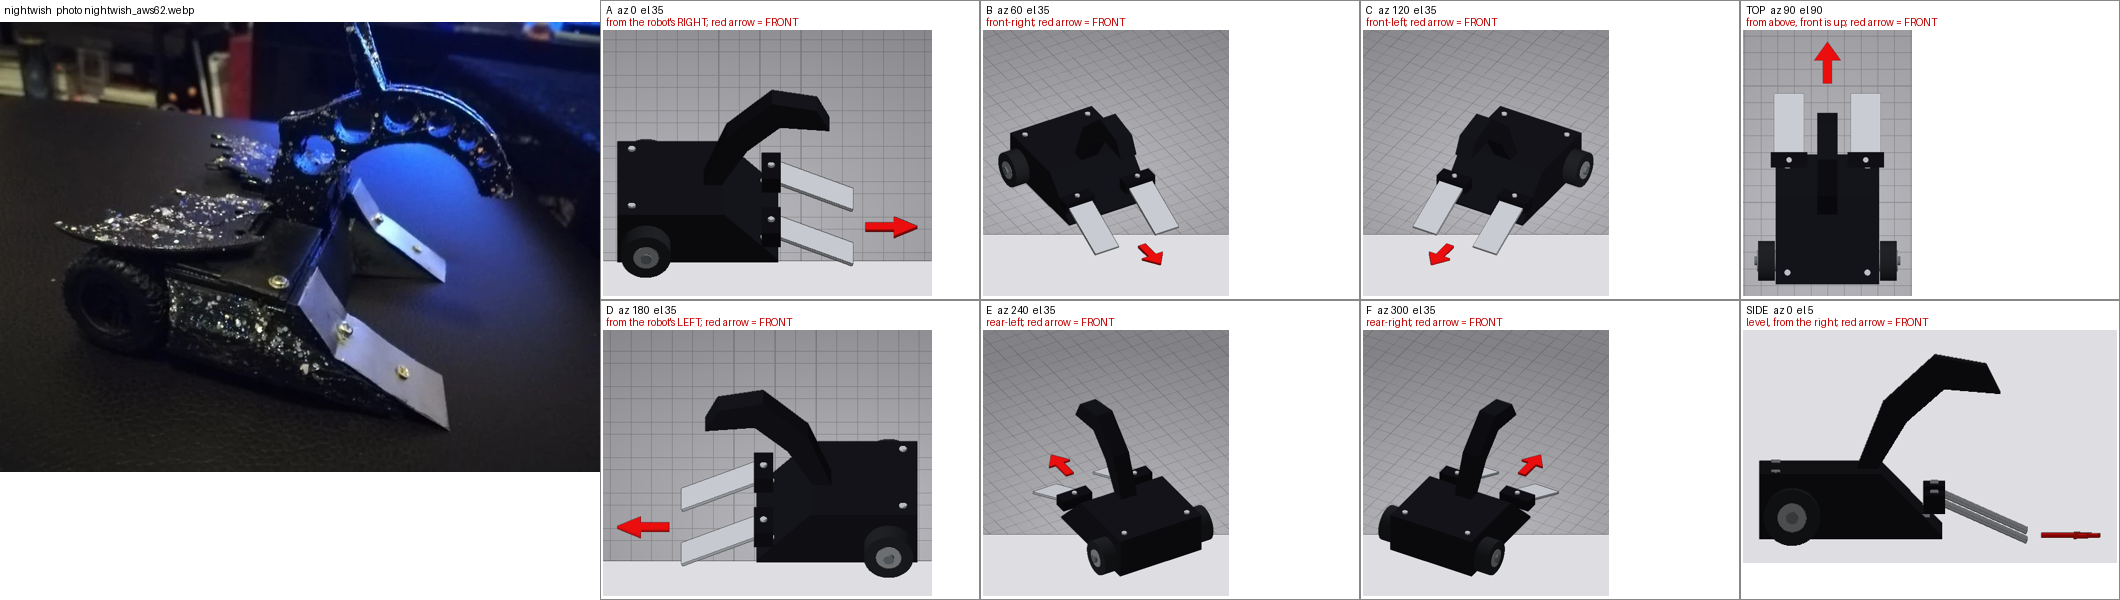 nightwish photo nightwish_aws62.webp
A az 0 el 35
from the robot's RIGHT; red arrow = FRONT
B az 60 el 35
front-right; red arrow = FRONT
C az 120 el 35
front-left; red arrow = FRONT
TOP az 90 el 90
from above, front is up; red arrow = FRONT
D az 180 el 35
from the robot's LEFT; red arrow = FRONT
E az 240 el 35
rear-left; red arrow = FRONT
F az 300 el 35
rear-right; red arrow = FRONT
SIDE az 0 el 5
level, from the right; red arrow = FRONT